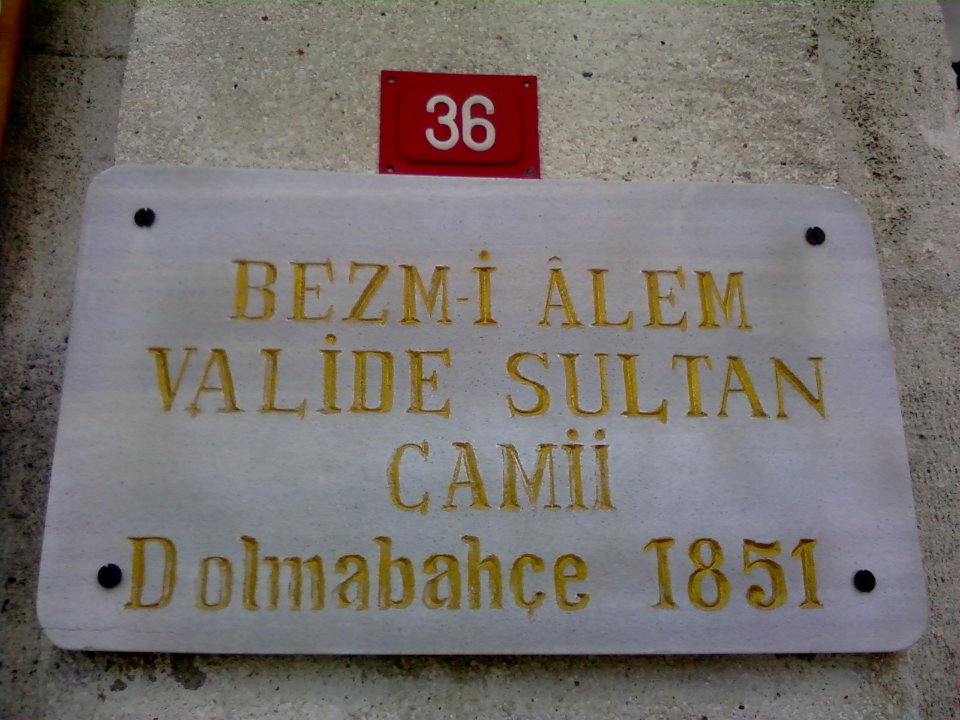 36
BEZM-İ ÂLEM
VALİDE SULTAN
CAMİİ
Dolmabahçe 1851